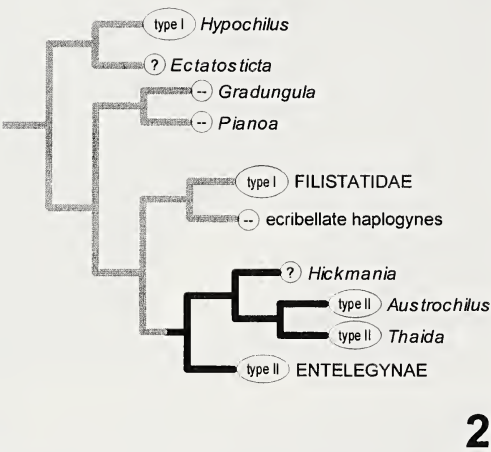 type I Hypochilus
? Ectatosticta
-- Gradungula
-- Pianoa
type I FILISTATIDAE
-- ecribellate haplogynes
? Hickmania
type II Austrochilus
type II Thaida
type II ENTELEGYNAE
2